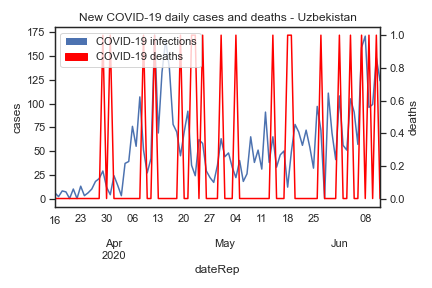 New COVID-19 daily cases and deaths - Uzbekistan
COVID-19 infections
COVID-19 deaths
175
150
125
100
75
50
25
0
cases
1.0
0.8
0.6
0.4
0.2
0.0
deaths
16 23 30 06 13 20 27 04 11 18 25 08
Apr May Jun
2020
dateRep